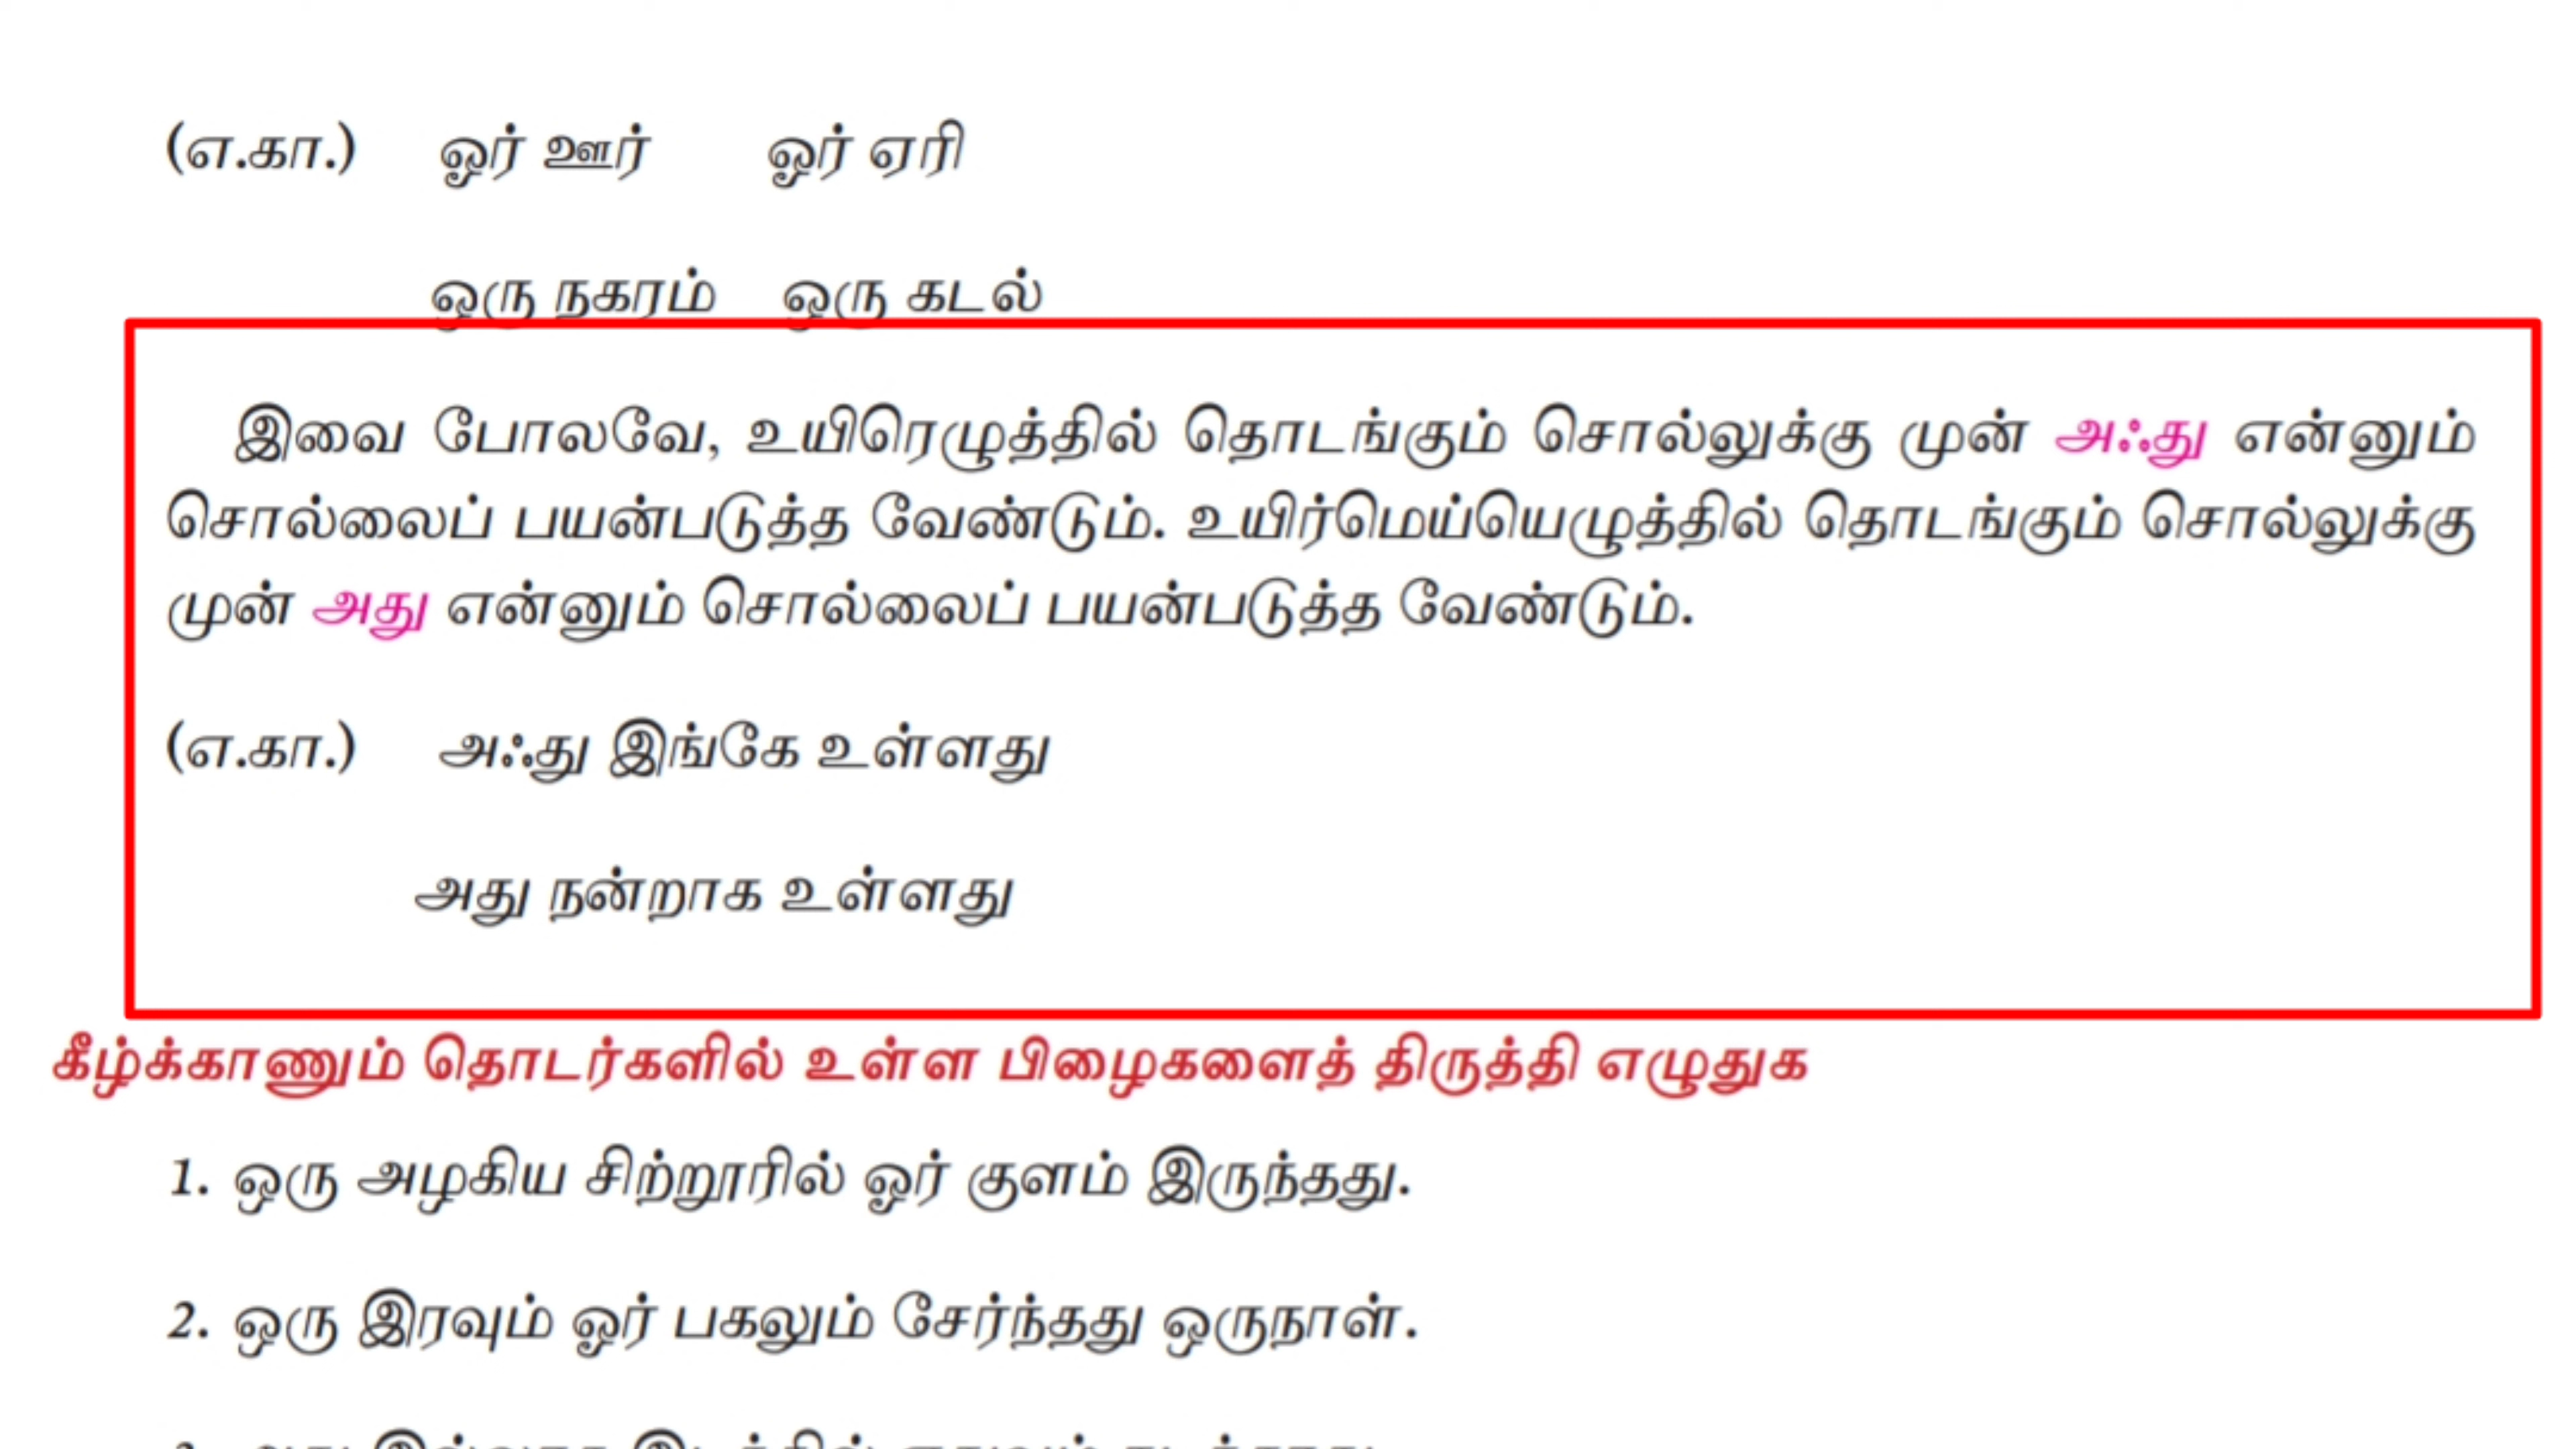 (எ.கா.) ஓர் ஊர் ஓர் ஏரி
ஒரு நகரம் ஒரு கடல்
இவை போலவே, உயிரெழுத்தில் தொடங்கும் சொல்லுக்கு முன் அஃது என்னும்
சொல்லைப் பயன்படுத்த வேண்டும். உயிர்மெய்யெழுத்தில் தொடங்கும் சொல்லுக்கு
முன் அது என்னும் சொல்லைப் பயன்படுத்த வேண்டும்.
(எ.கா.) அஃது இங்கே உள்ளது
அது நன்றாக உள்ளது
கீழ்க்காணும் தொடர்களில் உள்ள பிழைகளைத் திருத்தி எழுதுக
1. ஒரு அழகிய சிற்றூரில் ஓர் குளம் இருந்தது.
2. ஒரு இரவும் ஓர் பகலும் சேர்ந்தது ஒருநாள்.